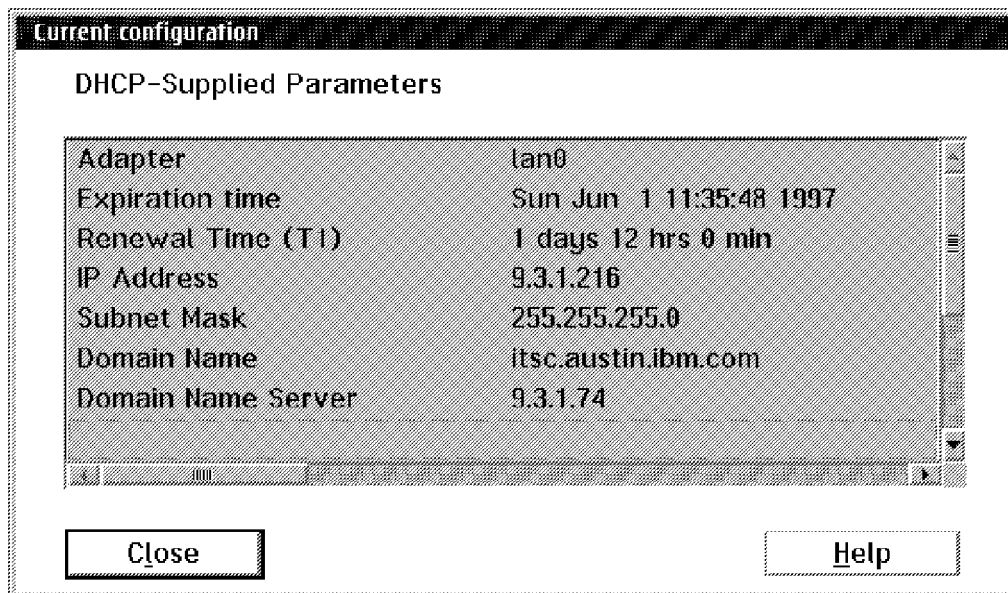 Current configuration
DHCP-Supplied Parameters
Adapter lan0
Expiration time Sun Jun 1 11:35:48 1997
Renewal Time (T1) 1 days 12 hrs 0 min
IP Address 9.3.1.216
Subnet Mask 255.255.255.0
Domain Name itsc.austin.ibm.com
Domain Name Server 9.3.1.74
Close Help